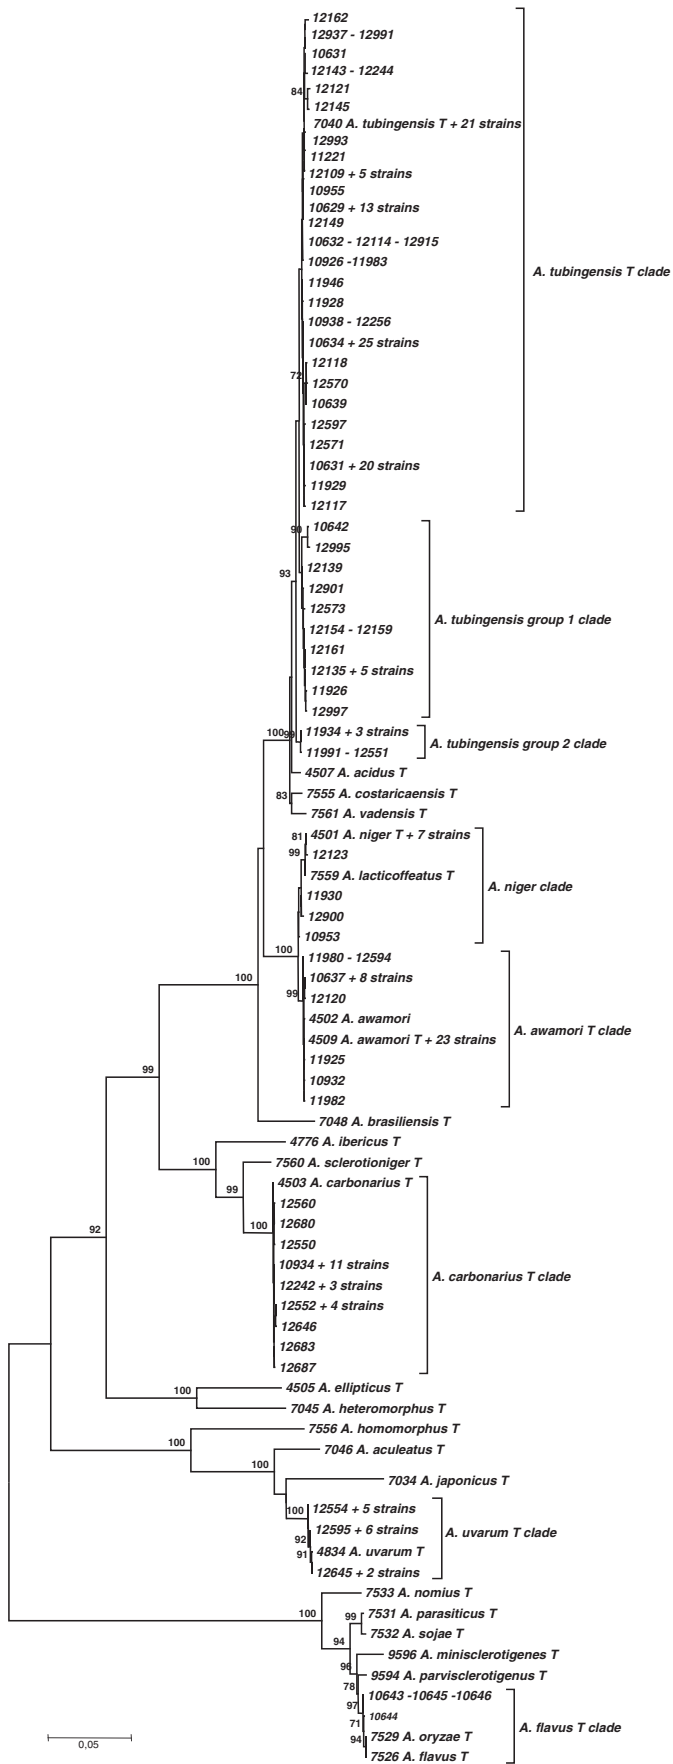 12162
12937 - 12991
10631
12143 - 12244
84
12121
12145
7040 A. tubingensis T + 21 strains
12993
11221
12109 + 5 strains
10955
10629 + 13 strains
12149
10632 - 12114 - 12915
10926 -11983
A. tubingensis T clade
11946
11928
10938 - 12256
10634 + 25 strains
12118
72
12570
10639
12597
12571
10631 + 20 strains
11929
12117
90
10642
12995
12139
93
12901
12573
A. tubingensis group 1 clade
12154 - 12159
12161
12135 + 5 strains
11926
12997
100
99
11934 + 3 strains
A. tubingensis group 2 clade
11991 - 12551
4507 A. acidus T
83
7555 A. costaricaensis T
7561 A. vadensis T
81
4501 A. niger T + 7 strains
99
12123
7559 A. lacticoffeatus T
A. niger clade
11930
12900
10953
100
11980 - 12594
10637 + 8 strains
100
99
12120
4502 A. awamori
A. awamori T clade
4509 A. awamori T + 23 strains
11925
99
10932
11982
7048 A. brasiliensis T
4776 A. ibericus T
100
7560 A. sclerotioniger T
4503 A. carbonarius T
99
12560
12680
100
92
12550
10934 + 11 strains
A. carbonarius T clade
12242 + 3 strains
12552 + 4 strains
12646
12683
12687
4505 A. ellipticus T
100
7045 A. heteromorphus T
7556 A. homomorphus T
100
7046 A. aculeatus T
100
7034 A. japonicus T
100
12554 + 5 strains
12595 + 6 strains
A. uvarum T clade
92
4834 A. uvarum T
91
12645 + 2 strains
7533 A. nomius T
100
99
7531 A. parasiticus T
7532 A. sojae T
94
9596 A. minisclerotigenes T
96
9594 A. parvisclerotigenus T
78
10643 -10645 -10646
97
10644
71
A. flavus T clade
94
7529 A. oryzae T
7526 A. flavus T
0,05